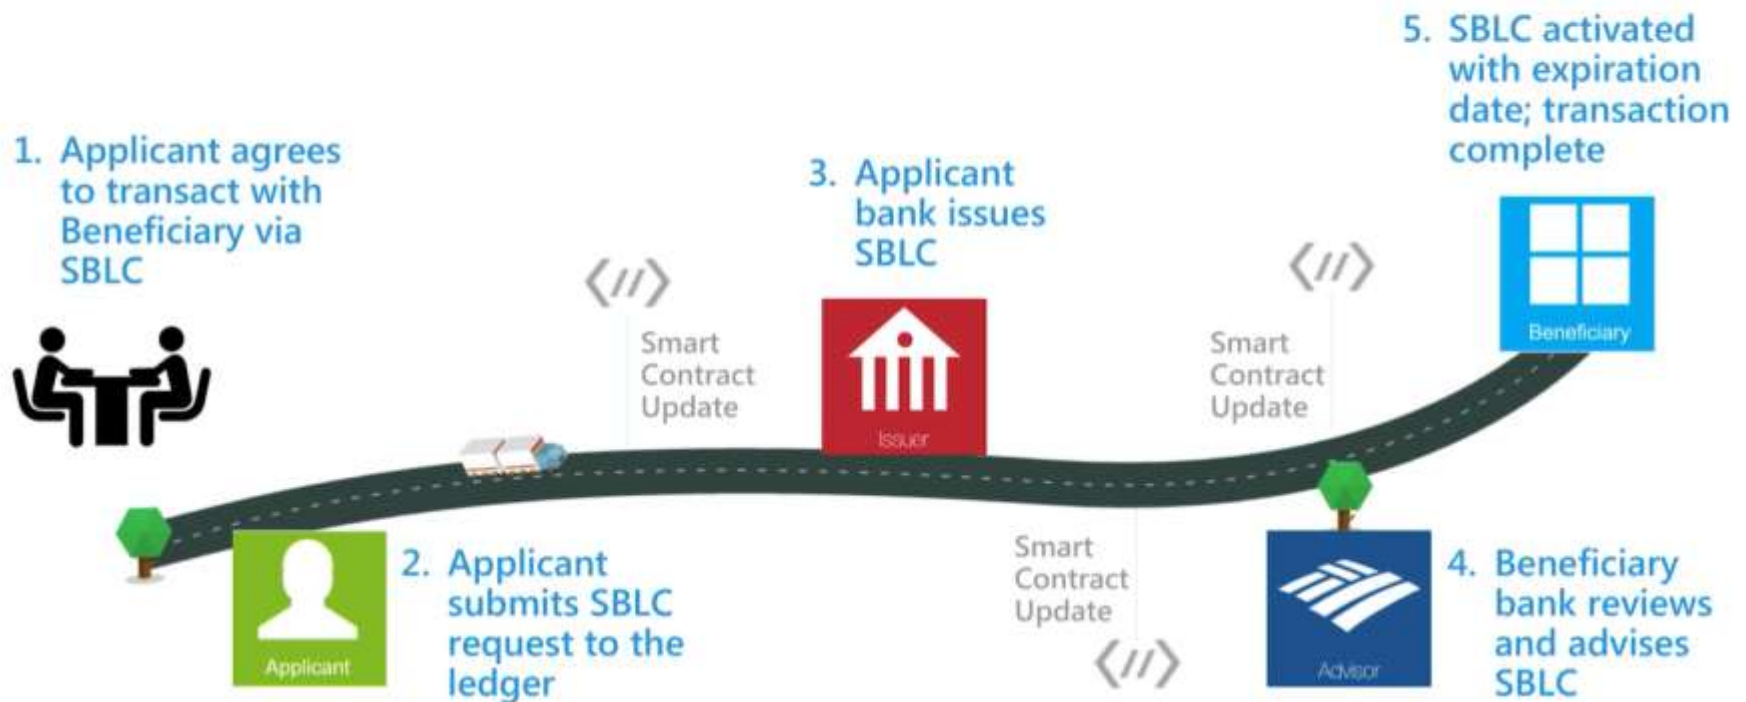 1. Applicant agrees
to transact with
Beneficiary via
SBLC
Applicant
2. Applicant
submits SBLC
request to the
ledger
Smart
Contract
Update
3. Applicant
bank issues
SBLC
Issuer
Smart
Contract
Update
Smart
Contract
Update
Advisor
4. Beneficiary
bank reviews
and advises
SBLC
5. SBLC activated
with expiration
date; transaction
complete
Beneficiary